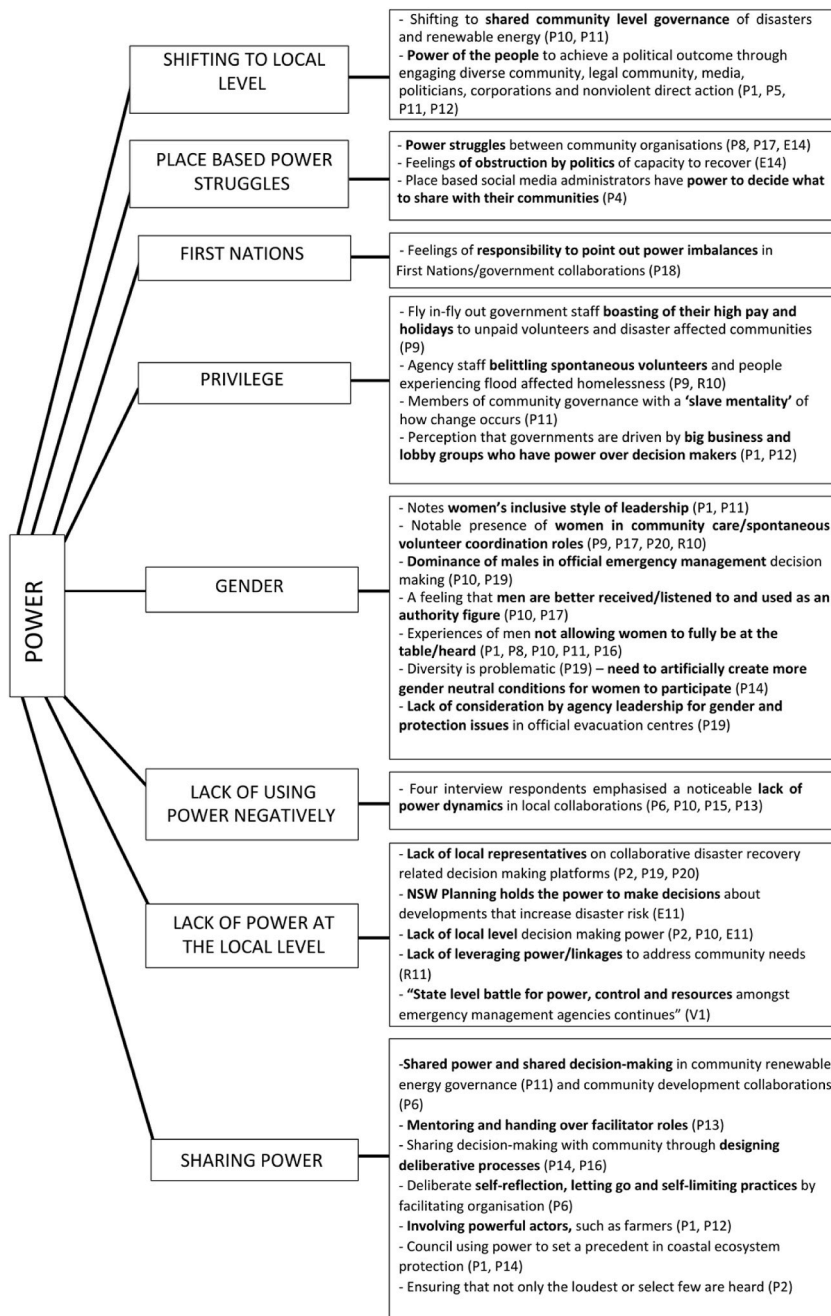 POWER
SHIFTING TO LOCAL
LEVEL
- Shifting to shared community level governance of disasters
and renewable energy (P10, P11)
- Power of the people to achieve a political outcome through
engaging diverse community, legal community, media,
politicians, corporations and nonviolent direct action (P1, P5,
P11, P12)
PLACE BASED POWER
STRUGGLES
- Power struggles between community organisations (P8, P17, E14)
- Feelings of obstruction by politics of capacity to recover (E14)
- Place based social media administrators have power to decide what
to share with their communities (P4)
FIRST NATIONS
- Feelings of responsibility to point out power imbalances in
First Nations/government collaborations (P18)
PRIVILEGE
- Fly in-fly out government staff boasting of their high pay and
holidays to unpaid volunteers and disaster affected communities
(P9)
- Agency staff belittling spontaneous volunteers and people
experiencing flood affected homelessness (P9, R10)
- Members of community governance with a ‘slave mentality’ of
how change occurs (P11)
- Perception that governments are driven by big business and
lobby groups who have power over decision makers (P1, P12)
GENDER
- Notes women’s inclusive style of leadership (P1, P11)
- Notable presence of women in community care/spontaneous
volunteer coordination roles (P9, P17, P20, R10)
- Dominance of males in official emergency management decision
making (P10, P19)
- A feeling that men are better received/listened to and used as an
authority figure (P10, P17)
- Experiences of men not allowing women to fully be at the
table/heard (P1, P8, P10, P11, P16)
- Diversity is problematic (P19) – need to artificially create more
gender neutral conditions for women to participate (P14)
- Lack of consideration by agency leadership for gender and
protection issues in official evacuation centres (P19)
LACK OF USING
POWER NEGATIVELY
- Four interview respondents emphasised a noticeable lack of
power dynamics in local collaborations (P6, P10, P15, P13)
LACK OF POWER AT
THE LOCAL LEVEL
- Lack of local representatives on collaborative disaster recovery
related decision making platforms (P2, P19, P20)
- NSW Planning holds the power to make decisions about
developments that increase disaster risk (E11)
- Lack of local level decision making power (P2, P10, E11)
- Lack of leveraging power/linkages to address community needs
(R11)
- “State level battle for power, control and resources amongst
emergency management agencies continues” (V1)
SHARING POWER
-Shared power and shared decision-making in community renewable
energy governance (P11) and community development collaborations
(P6)
- Mentoring and handing over facilitator roles (P13)
- Sharing decision-making with community through designing
deliberative processes (P14, P16)
- Deliberate self-reflection, letting go and self-limiting practices by
facilitating organisation (P6)
- Involving powerful actors, such as farmers (P1, P12)
- Council using power to set a precedent in coastal ecosystem
protection (P1, P14)
- Ensuring that not only the loudest or select few are heard (P2)